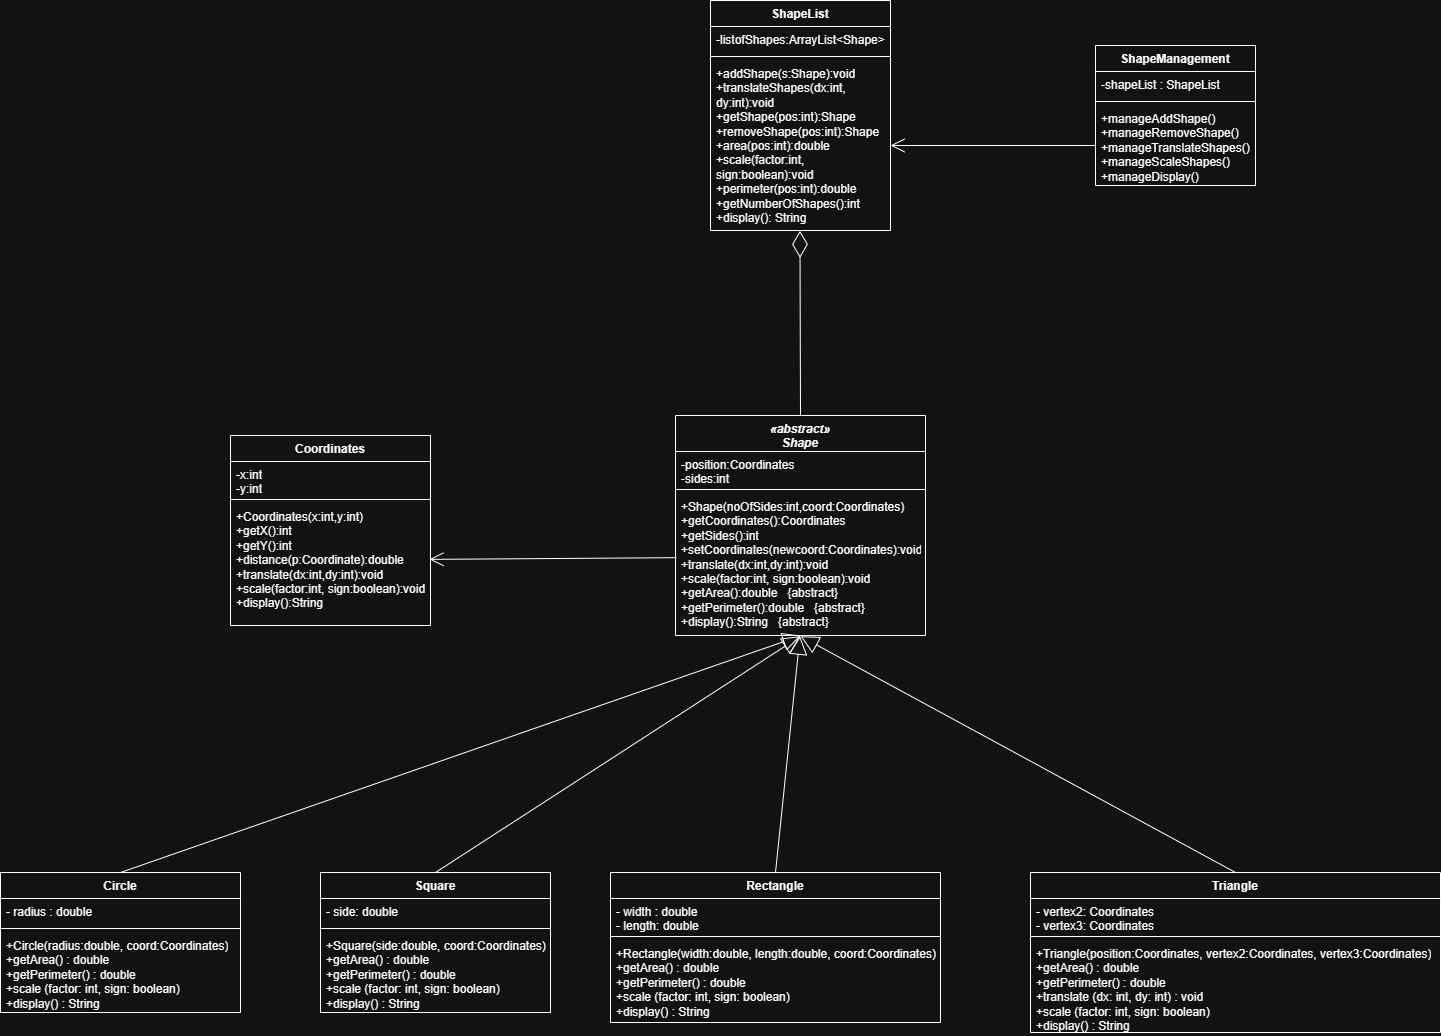 ShapeList
-listofShapes:ArrayList<Shape>
+addShape(s:Shape):void
+translateShapes(dx:int,
dy:int):void
+getShape(pos:int):Shape
+removeShape(pos:int):Shape
+area(pos:int):double
+scale(factor:int,
sign:boolean):void
+perimeter(pos:int):double
+getNumberOfShapes():int
+display(): String
ShapeManagement
-shapeList : ShapeList
+manageAddShape()
+manageRemoveShape()
+manageTranslateShapes()
+manageScaleShapes()
+manageDisplay()
Coordinates
-x:int
-y:int
+Coordinates(x:int,y:int)
+getX():int
+getY():int
+distance(p:Coordinate):double
+translate(dx:int,dy:int):void
+scale(factor:int, sign:boolean):void
+display():String
«abstract»
Shape
-position:Coordinates
-sides:int
+Shape(noOfSides:int,coord:Coordinates)
+getCoordinates():Coordinates
+getSides():int
+setCoordinates(newcoord:Coordinates):void
+translate(dx:int,dy:int):void
+scale(factor:int, sign:boolean):void
+getArea():double {abstract}
+getPerimeter():double {abstract}
+display():String {abstract}
Circle
- radius : double
+Circle(radius:double, coord:Coordinates)
+getArea() : double
+getPerimeter() : double
+scale (factor: int, sign: boolean)
+display() : String
Square
- side: double
+Square(side:double, coord:Coordinates)
+getArea() : double
+getPerimeter() : double
+scale (factor: int, sign: boolean)
+display() : String
Rectangle
- width : double
- length: double
+Rectangle(width:double, length:double, coord:Coordinates)
+getArea() : double
+getPerimeter() : double
+scale (factor: int, sign: boolean)
+display() : String
Triangle
- vertex2: Coordinates
- vertex3: Coordinates
+Triangle(position:Coordinates, vertex2:Coordinates, vertex3:Coordinates)
+getArea() : double
+getPerimeter() : double
+translate (dx: int, dy: int) : void
+scale (factor: int, sign: boolean)
+display() : String